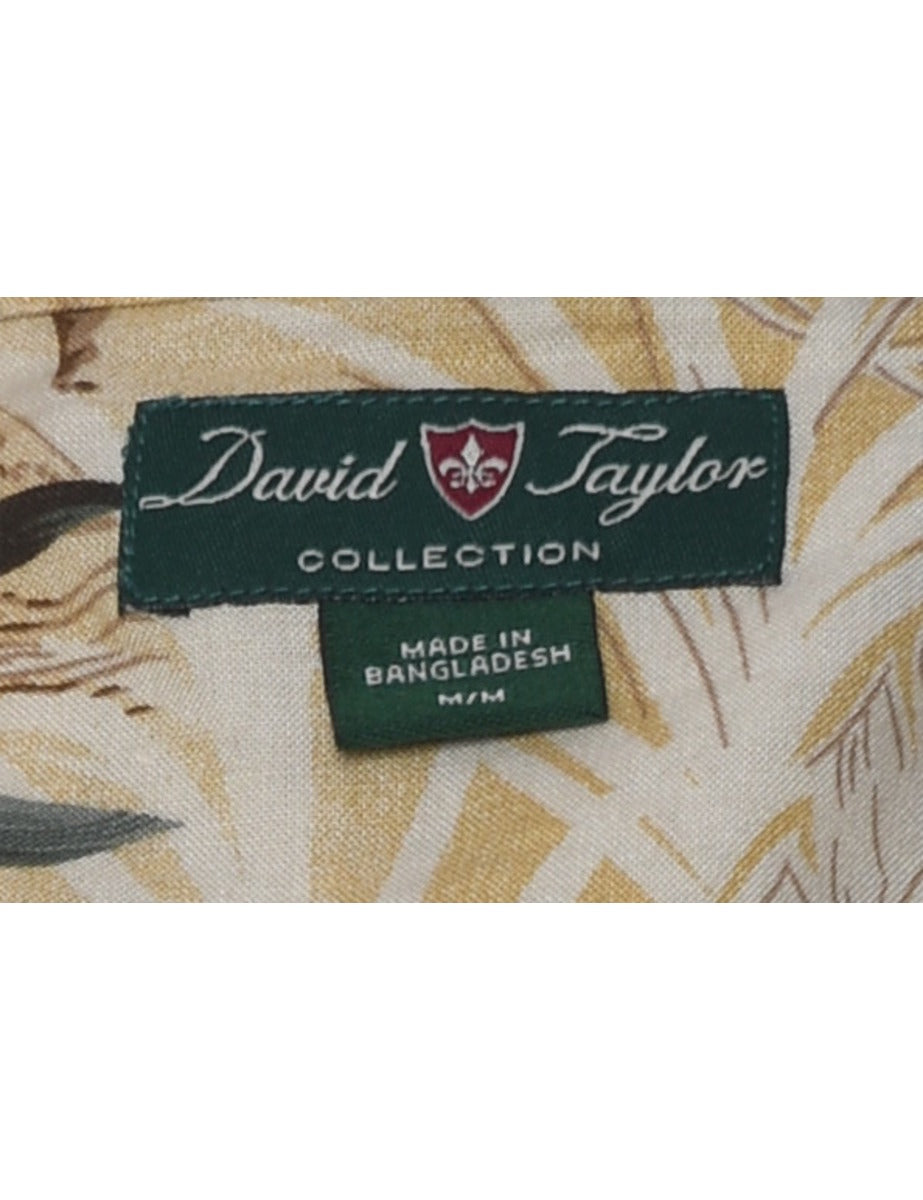 David Taylor
COLLECTION
MADE IN
BANGLADESH
M/M